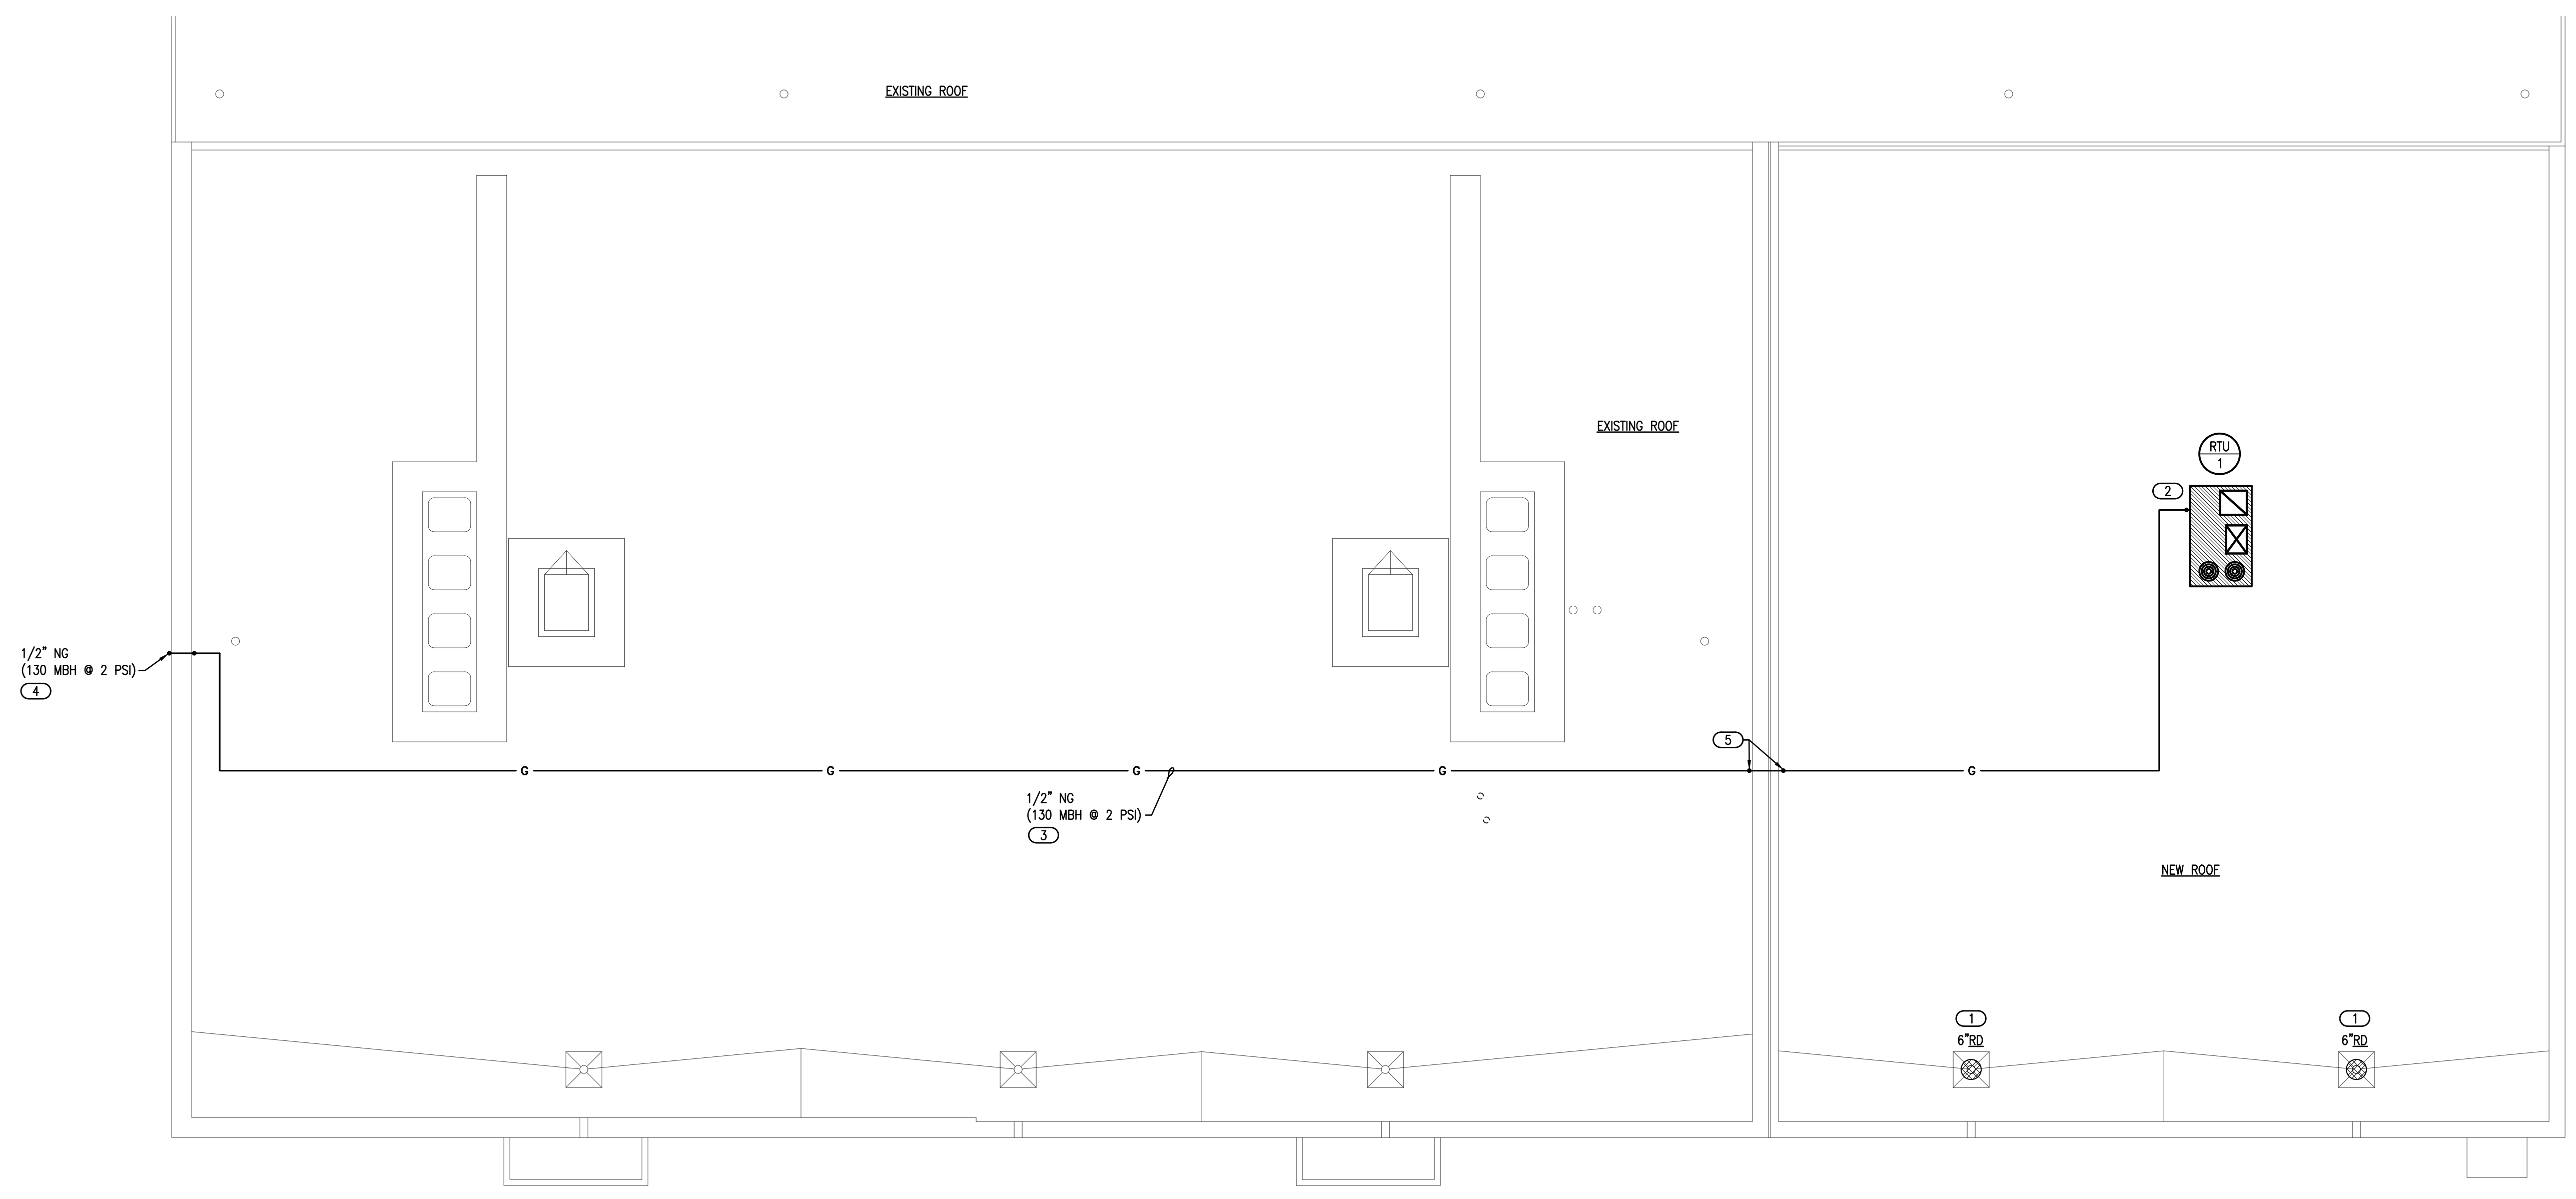 EXISTING ROOF
EXISTING ROOF
RTU
1
2
1/2" NG
(130 MBH @ 2 PSI)
4
5
G
G
G
G
G
1/2" NG
(130 MBH @ 2 PSI)
3
NEW ROOF
1
6"RD
1
6"RD